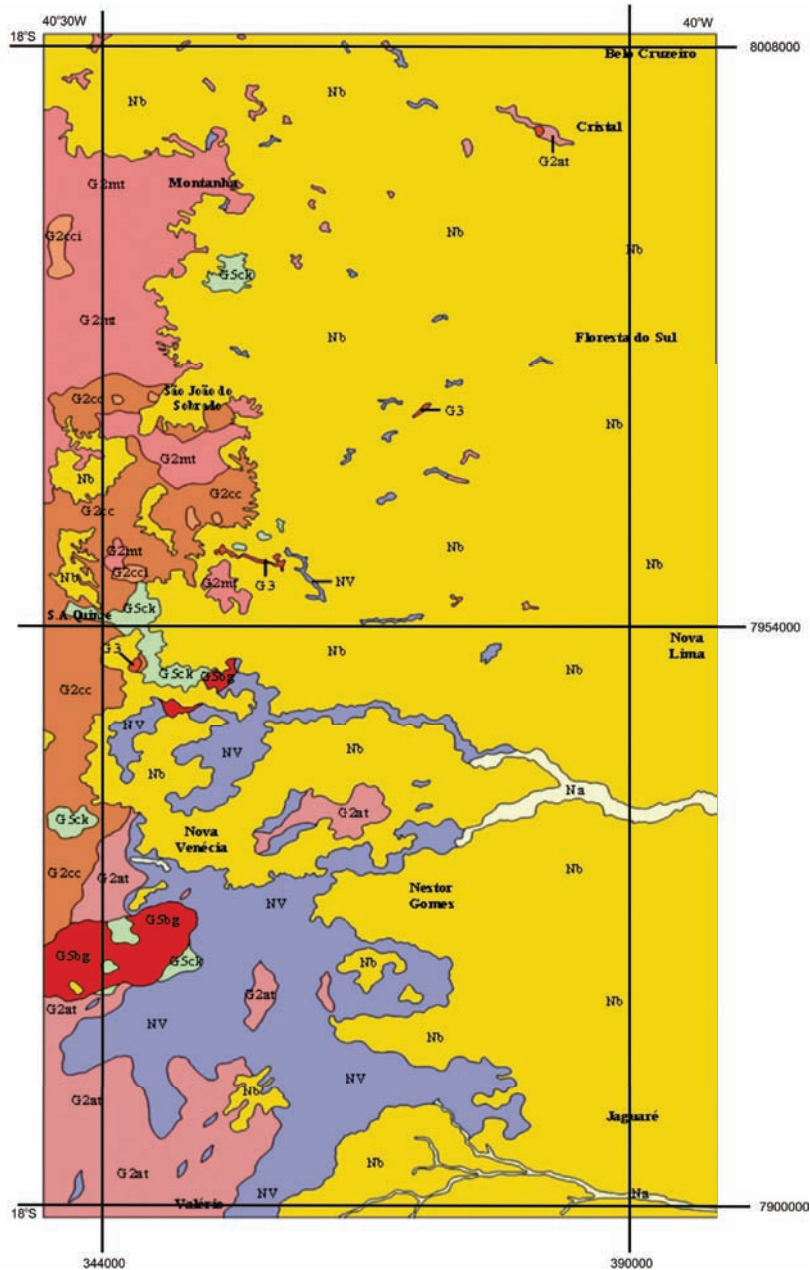 40°30W
40°W
18°S
8008000
Belo Cruzeiro
Nb
Nb
Cristal
G2at
G2mt
Montanha
Nb
G2cci
Nb
G5ck
G2mt
Nb
Floresta do Sul
São João do
Sobrado
G2cc
G3
Nb
G2mt
Nb
G2cc
G2cc
Nb
G2mt
Nb
G2cci
G3
G2mt
NV
Nb
G5ck
S.A.Quinze
7954000
Nova
Lima
G3
Nb
G5ck
G5bg
Nb
G2cc
NV
NV
Nb
Nb
Na
G2at
G5ck
Nova
Venécia
G2cc
G2at
Nb
Nestor
Gomes
NV
G5bg
G5bg
G5ck
Nb
G2at
G2at
Nb
NV
Nb
NV
Nb
G2at
Jaguaré
Nb
G2at
NV
Valério
Na
18°S
7900000
344000
390000